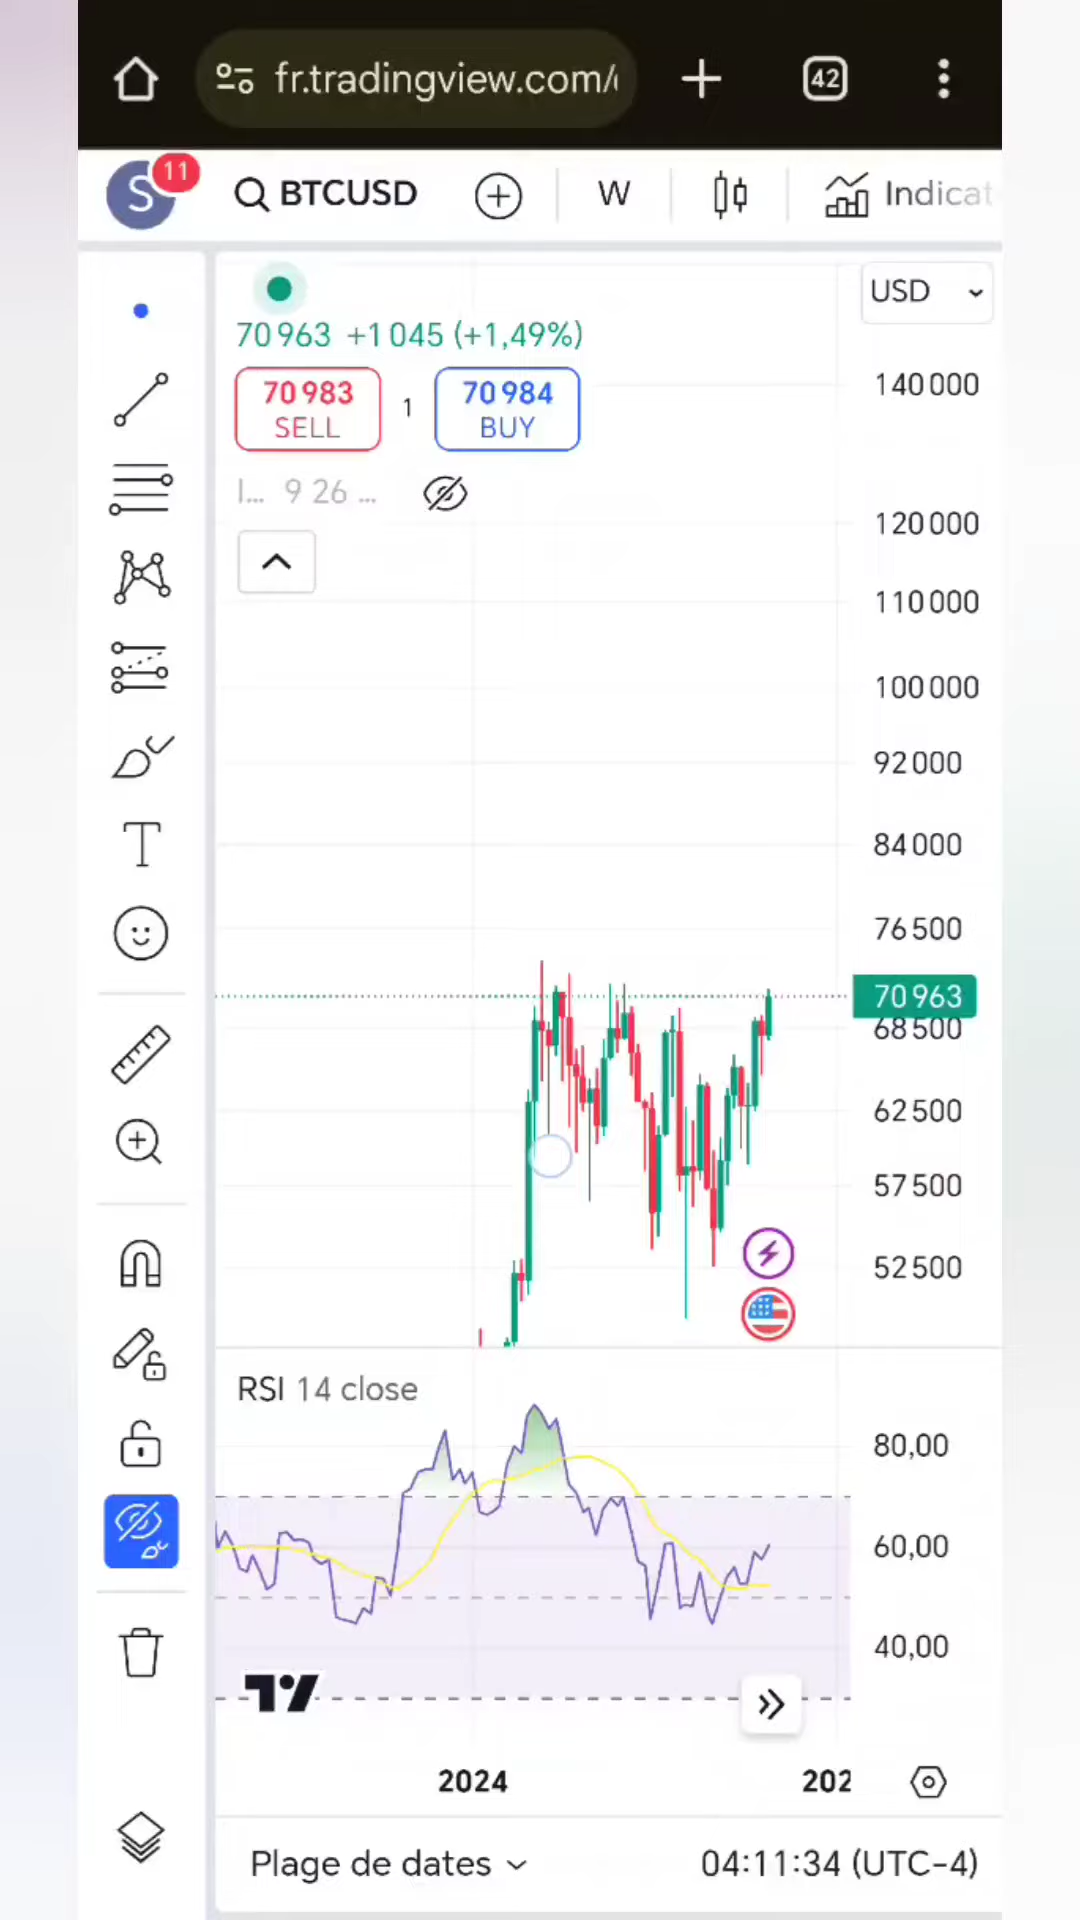 fr.tradingview.com/
42
S
11
BTCUSD
W
Indicat
USD
70 963 +1 045 (+1,49%)
70 983
SELL
1
70 984
BUY
I... 9 26 ...
140 000
120 000
110 000
100 000
92 000
84 000
76 500
70 963
68 500
62 500
57 500
52 500
RSI 14 close
80,00
60,00
40,00
2024
202
Plage de dates
04:11:34 (UTC-4)